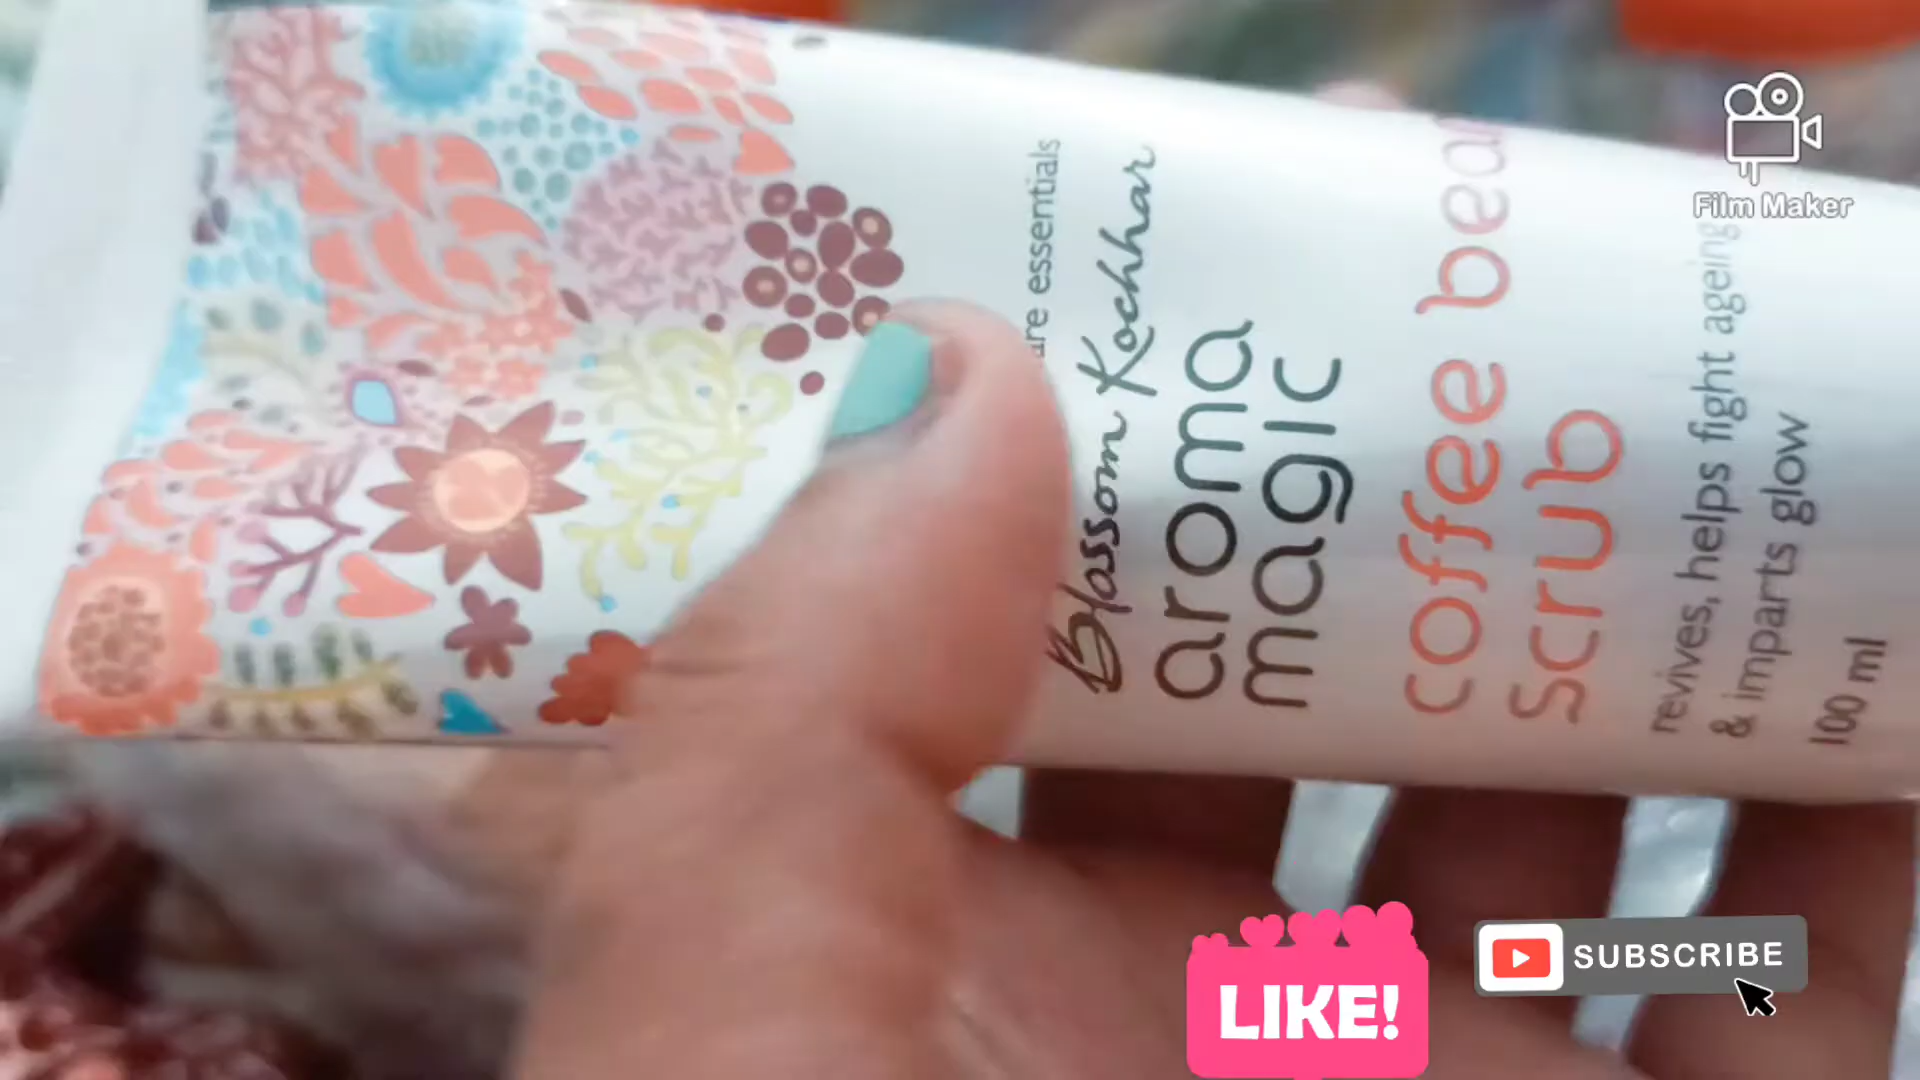 essentials
Blossom Kochhar
aroma
magic
coffee
scrub
revives, helps fight ageing
& imparts glow
100 ml
Film Maker
LIKE!
SUBSCRIBE